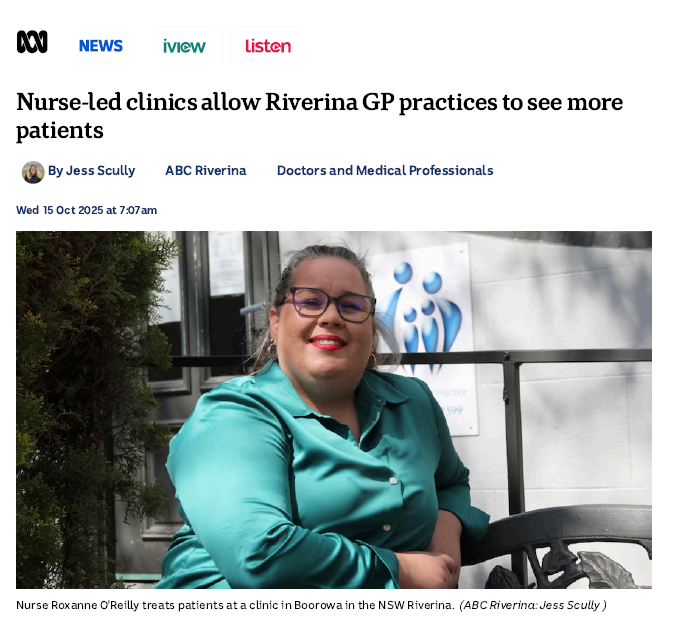 NEWS
iview
listen
Nurse-led clinics allow Riverina GP practices to see more
patients
By Jess Scully
ABC Riverina
Doctors and Medical Professionals
Wed 15 Oct 2025 at 7:07am
Practice
599
Nurse Roxanne O'Reilly treats patients at a clinic in Boorowa in the NSW Riverina. (ABC Riverina: Jess Scully )